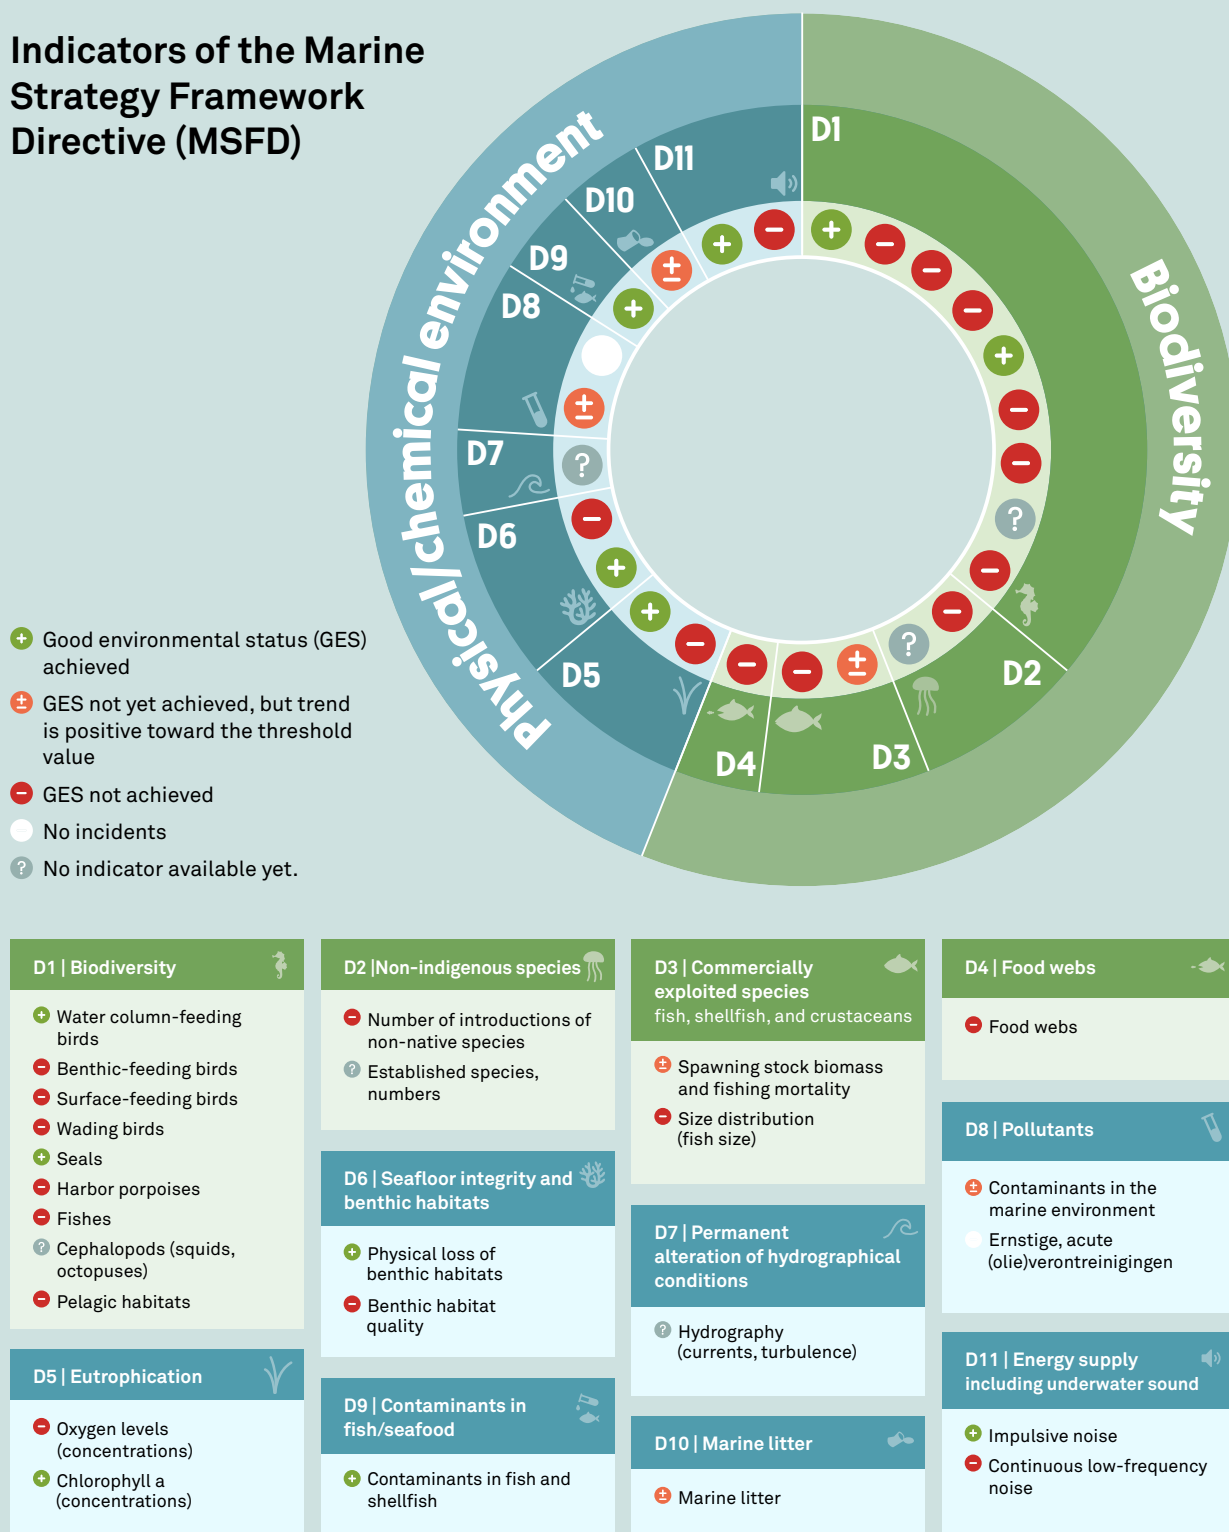 Indicators of the Marine
Strategy Framework
Directive (MSFD)
Physical/chemical environment
Biodiversity
D1
D2
D3
D4
D5
D6
D7
D8
D9
D10
D11
+ Good environmental status (GES)
achieved
± GES not yet achieved, but trend
is positive toward the threshold
value
− GES not achieved
No incidents
? No indicator available yet.
D1 | Biodiversity
+ Water column-feeding
birds
− Benthic-feeding birds
− Surface-feeding birds
− Wading birds
+ Seals
− Harbor porpoises
− Fishes
? Cephalopods (squids,
octopuses)
− Pelagic habitats
D2 |Non-indigenous species
− Number of introductions of
non-native species
? Established species,
numbers
D3 | Commercially
exploited species
fish, shellfish, and crustaceans
± Spawning stock biomass
and fishing mortality
− Size distribution
(fish size)
D4 | Food webs
− Food webs
D5 | Eutrophication
− Oxygen levels
(concentrations)
+ Chlorophyll a
(concentrations)
D6 | Seafloor integrity and
benthic habitats
+ Physical loss of
benthic habitats
− Benthic habitat
quality
D7 | Permanent
alteration of hydrographical
conditions
? Hydrography
(currents, turbulence)
D8 | Pollutants
± Contaminants in the
marine environment
Ernstige, acute
(olie)verontreinigingen
D9 | Contaminants in
fish/seafood
+ Contaminants in fish and
shellfish
D10 | Marine litter
± Marine litter
D11 | Energy supply
including underwater sound
+ Impulsive noise
− Continuous low-frequency
noise